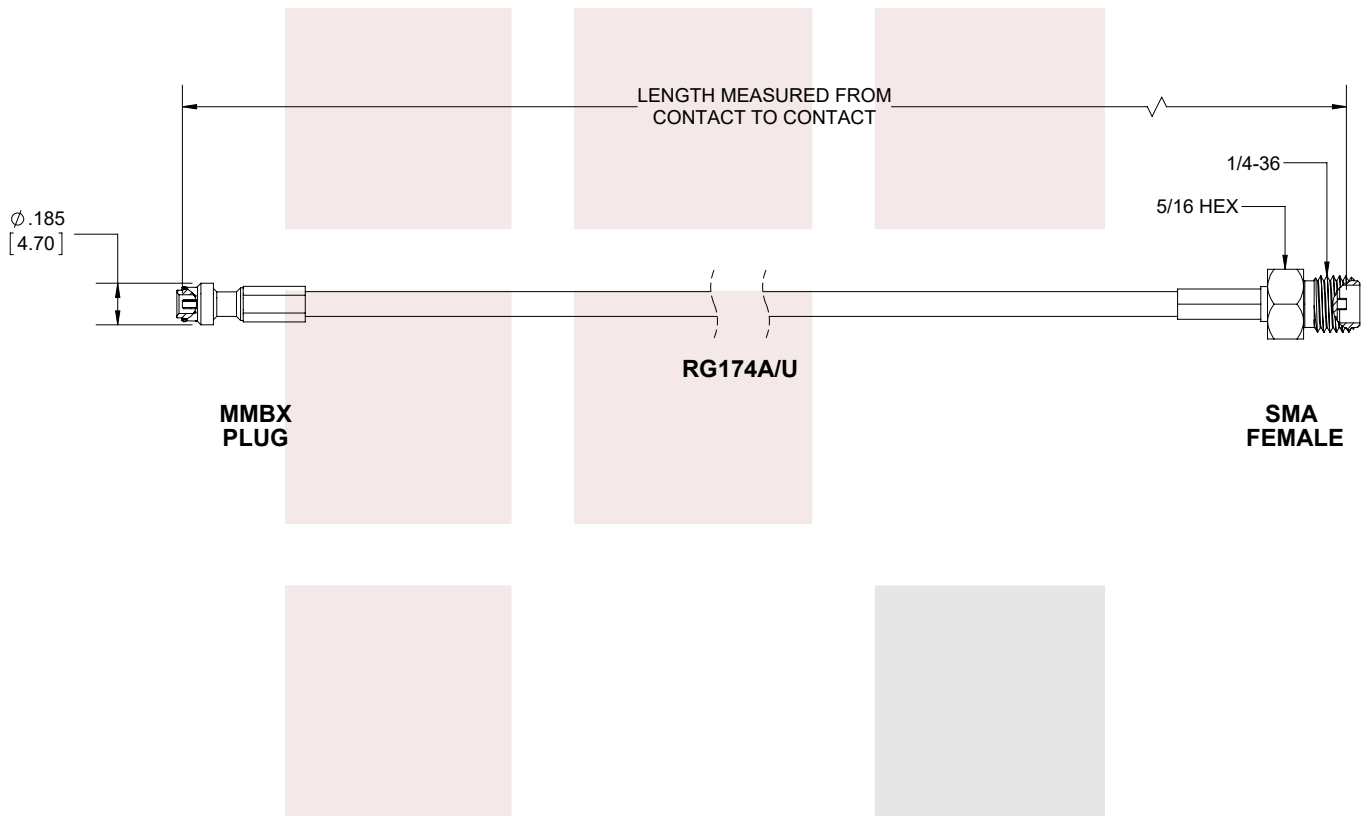 LENGTH MEASURED FROM
CONTACT TO CONTACT
1/4-36
5/16 HEX
∅.185
[4.70]
RG174A/U
MMBX
PLUG
SMA
FEMALE